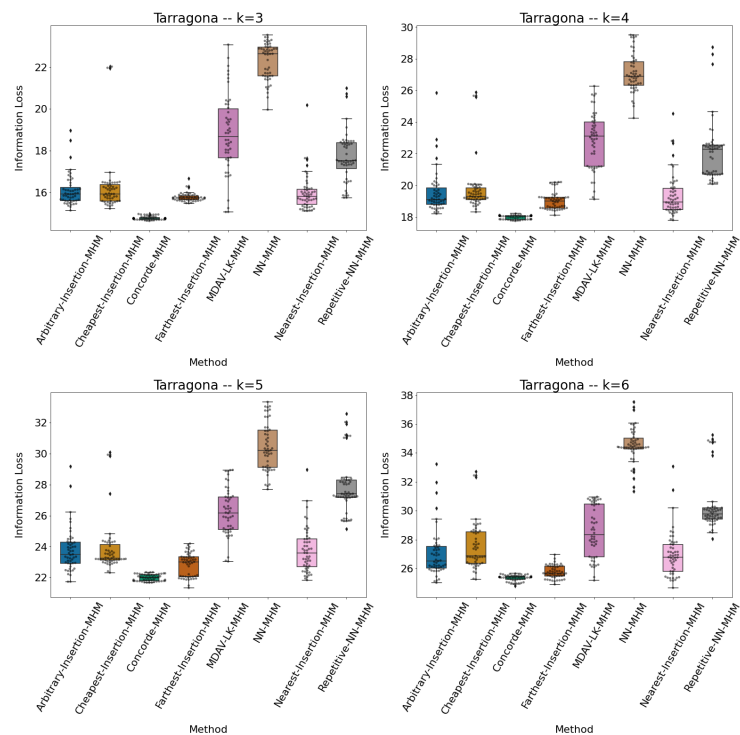 Tarragona -- k=3
Information Loss
22
20
18
16
Arbitrary-Insertion-MHM
Cheapest-Insertion-MHM
Concorde-MHM
Farthest-Insertion-MHM
MDAV-LK-MHM
NN-MHM
Nearest-Insertion-MHM
Repetitive-NN-MHM
Method
Tarragona -- k=4
Information Loss
30
28
26
24
22
20
18
Arbitrary-Insertion-MHM
Cheapest-Insertion-MHM
Concorde-MHM
Farthest-Insertion-MHM
MDAV-LK-MHM
NN-MHM
Nearest-Insertion-MHM
Repetitive-NN-MHM
Method
Tarragona -- k=5
Information Loss
32
30
28
26
24
22
Arbitrary-Insertion-MHM
Cheapest-Insertion-MHM
Concorde-MHM
Farthest-Insertion-MHM
MDAV-LK-MHM
NN-MHM
Nearest-Insertion-MHM
Repetitive-NN-MHM
Method
Tarragona -- k=6
Information Loss
38
36
34
32
30
28
26
Arbitrary-Insertion-MHM
Cheapest-Insertion-MHM
Concorde-MHM
Farthest-Insertion-MHM
MDAV-LK-MHM
NN-MHM
Nearest-Insertion-MHM
Repetitive-NN-MHM
Method